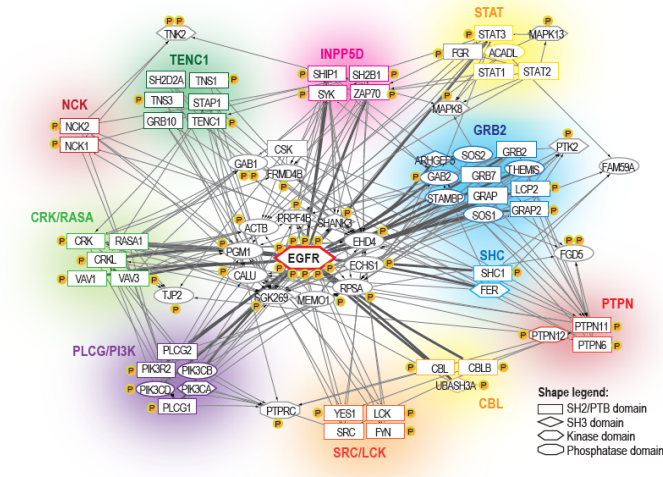 STAT
P P
TNK2
P STAT3 P
P P MAPK13
FGR ACADL
STAT1 STAT2
TENC1
SH2D2A TNS1 P
P TNS3 STAP1
GRB10 TENC1 P
INPP5D
P SHIP1 SH2B1 P
P SYK ZAP70 P
P P MAPK8
NCK
P NCK2
P NCK1
GRB2
ARHGEF5 SOS2 GRB2
P PTK2
P GAB2 GRB7 THEMIS
FAM59A
STAMBP GRAP LCP2 P
SOS1 GRAP2 P
CSK
GAB1 FRMD4B
P P
CRK/RASA
P CRK RASA1 P
CRKL
P VAV1 VAV3 P
TJP2
P P
ACTB PRPF4B SHANK3
PGM1 EHD4
EGFR
CALU ECHS1
SGK269 MEMO1 RPSA
P P
FGD5
SHC
SHC1 P
FER
PTPN
PTPN11 P
P PTPN12
PTPN6 P
PLCG/PI3K
PLCG2
P PIK3R2 PIK3CB
P PIK3CD PIK3CA
P PLCG1
PTPRC
P
P YES1 LCK P
SRC FYN P
SRC/LCK
P CBL CBLB P
UBASH3A P
CBL
Shape legend:
SH2/PTB domain
SH3 domain
Kinase domain
Phosphatase domain